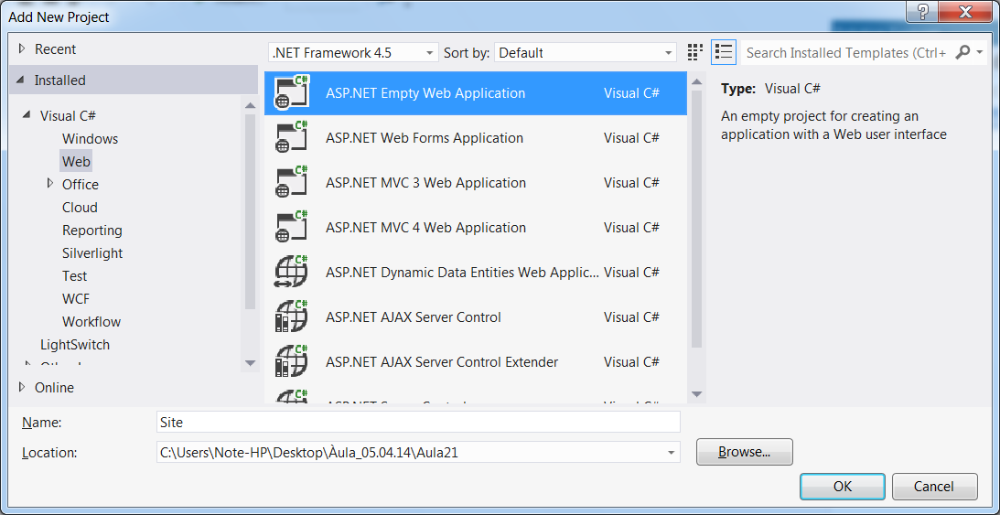 Add New Project
Recent
Installed
Visual C#
Windows
Web
Office
Cloud
Reporting
Silverlight
Test
WCF
Workflow
LightSwitch
Online
.NET Framework 4.5
Sort by: Default
Search Installed Templates (Ctrl+
ASP.NET Empty Web Application Visual C#
ASP.NET Web Forms Application Visual C#
ASP.NET MVC 3 Web Application Visual C#
ASP.NET MVC 4 Web Application Visual C#
ASP.NET Dynamic Data Entities Web Applic... Visual C#
ASP.NET AJAX Server Control Visual C#
ASP.NET AJAX Server Control Extender Visual C#
Type: Visual C#
An empty project for creating an
application with a Web user interface
Name: Site
Location: C:\Users\Note-HP\Desktop\Àula_05.04.14\Aula21
Browse...
OK Cancel